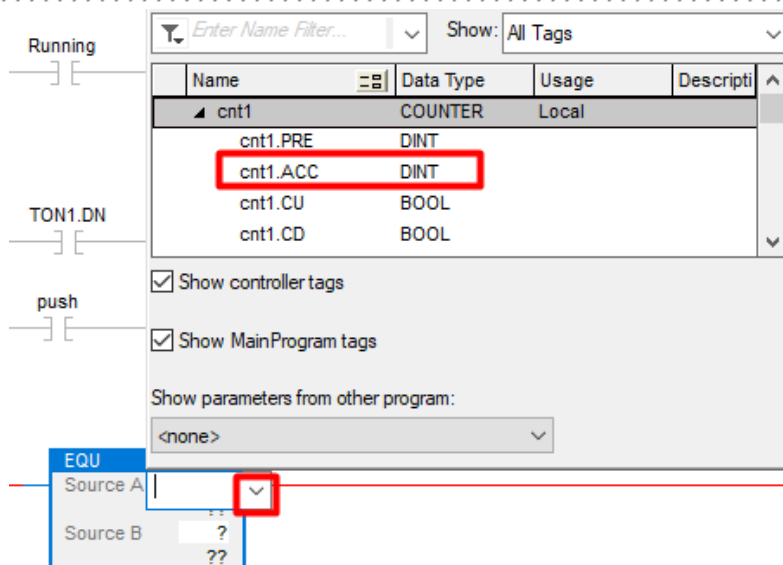 Running
Enter Name Filter...
Show: All Tags
Name Data Type Usage Descripti
cnt1 COUNTER Local
cnt1.PRE DINT
cnt1.ACC DINT
cnt1.CU BOOL
cnt1.CD BOOL
TON1.DN
push
Show controller tags
Show MainProgram tags
Show parameters from other program:
<none>
EQU
Source A
??
Source B ?
??